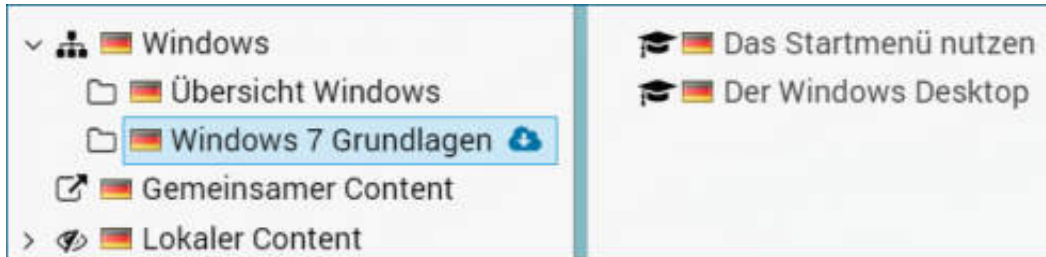 Windows
Übersicht Windows
Windows 7 Grundlagen
Gemeinsamer Content
Lokaler Content
Das Startmenü nutzen
Der Windows Desktop